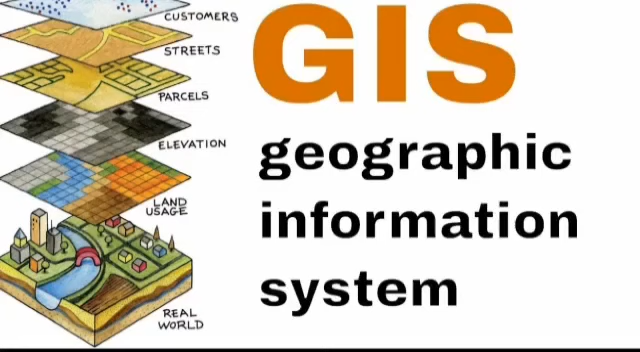 CUSTOMERS
STREETS
PARCELS
ELEVATION
LAND
USAGE
REAL
WORLD
GIS
geographic
information
system